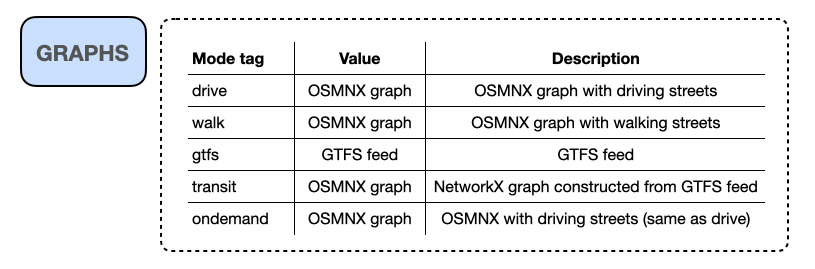 GRAPHS
Mode tag Value Description
drive OSMNX graph OSMNX graph with driving streets
walk OSMNX graph OSMNX graph with walking streets
gtfs GTFS feed GTFS feed
transit OSMNX graph NetworkX graph constructed from GTFS feed
ondemand OSMNX graph OSMNX with driving streets (same as drive)